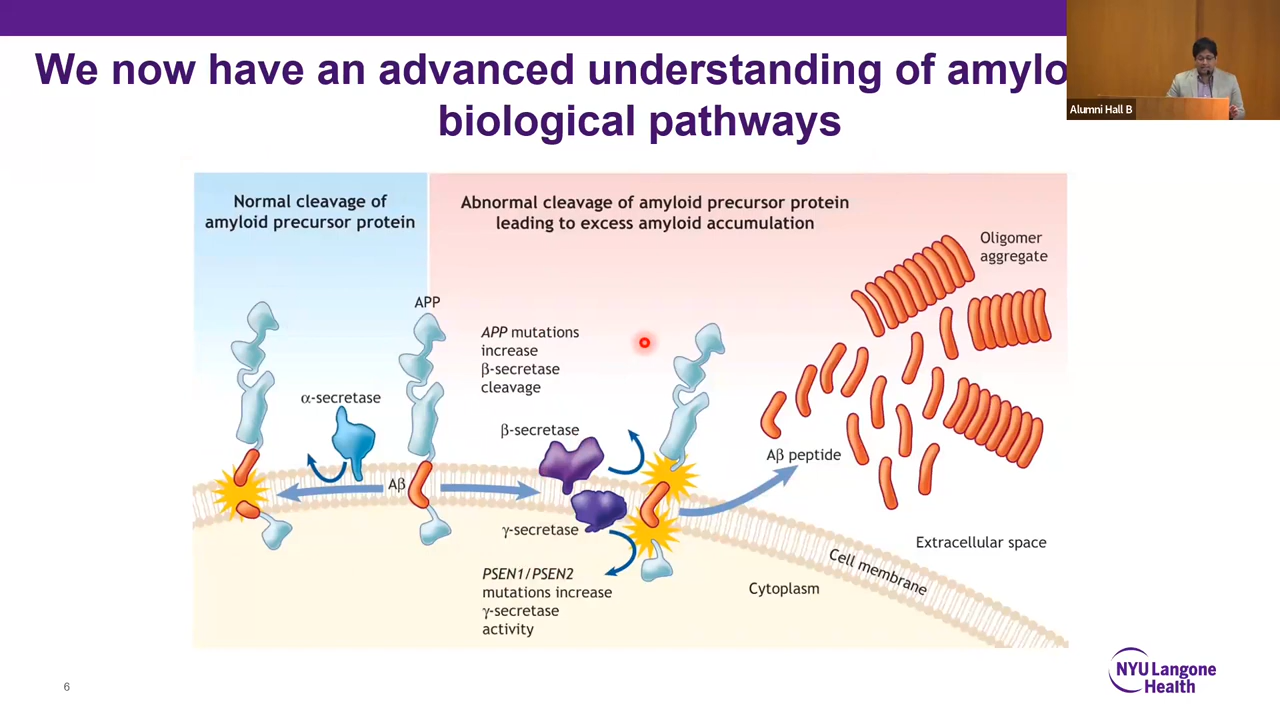 We now have an advanced understanding of
biological pathways
Alumni Hall B
Normal cleavage of
amyloid precursor protein
Abnormal cleavage of amyloid precursor protein
leading to excess amyloid accumulation
Oligomer
aggregate
APP
APP mutations
increase
β-secretase
cleavage
α-secretase
β-secretase
Aβ peptide
Aβ
γ-secretase
Extracellular space
Cell membrane
PSEN1/PSEN2
mutations increase
γ-secretase
activity
Cytoplasm
NYU Langone
Health
6